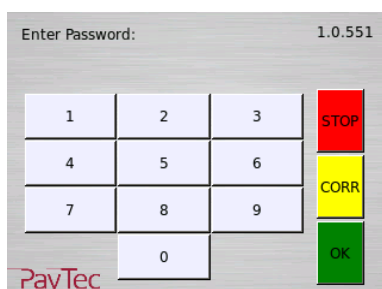 Enter Password: 1.0.551
1 2 3 STOP
4 5 6
CORR
7 8 9
0 OK
PayTec